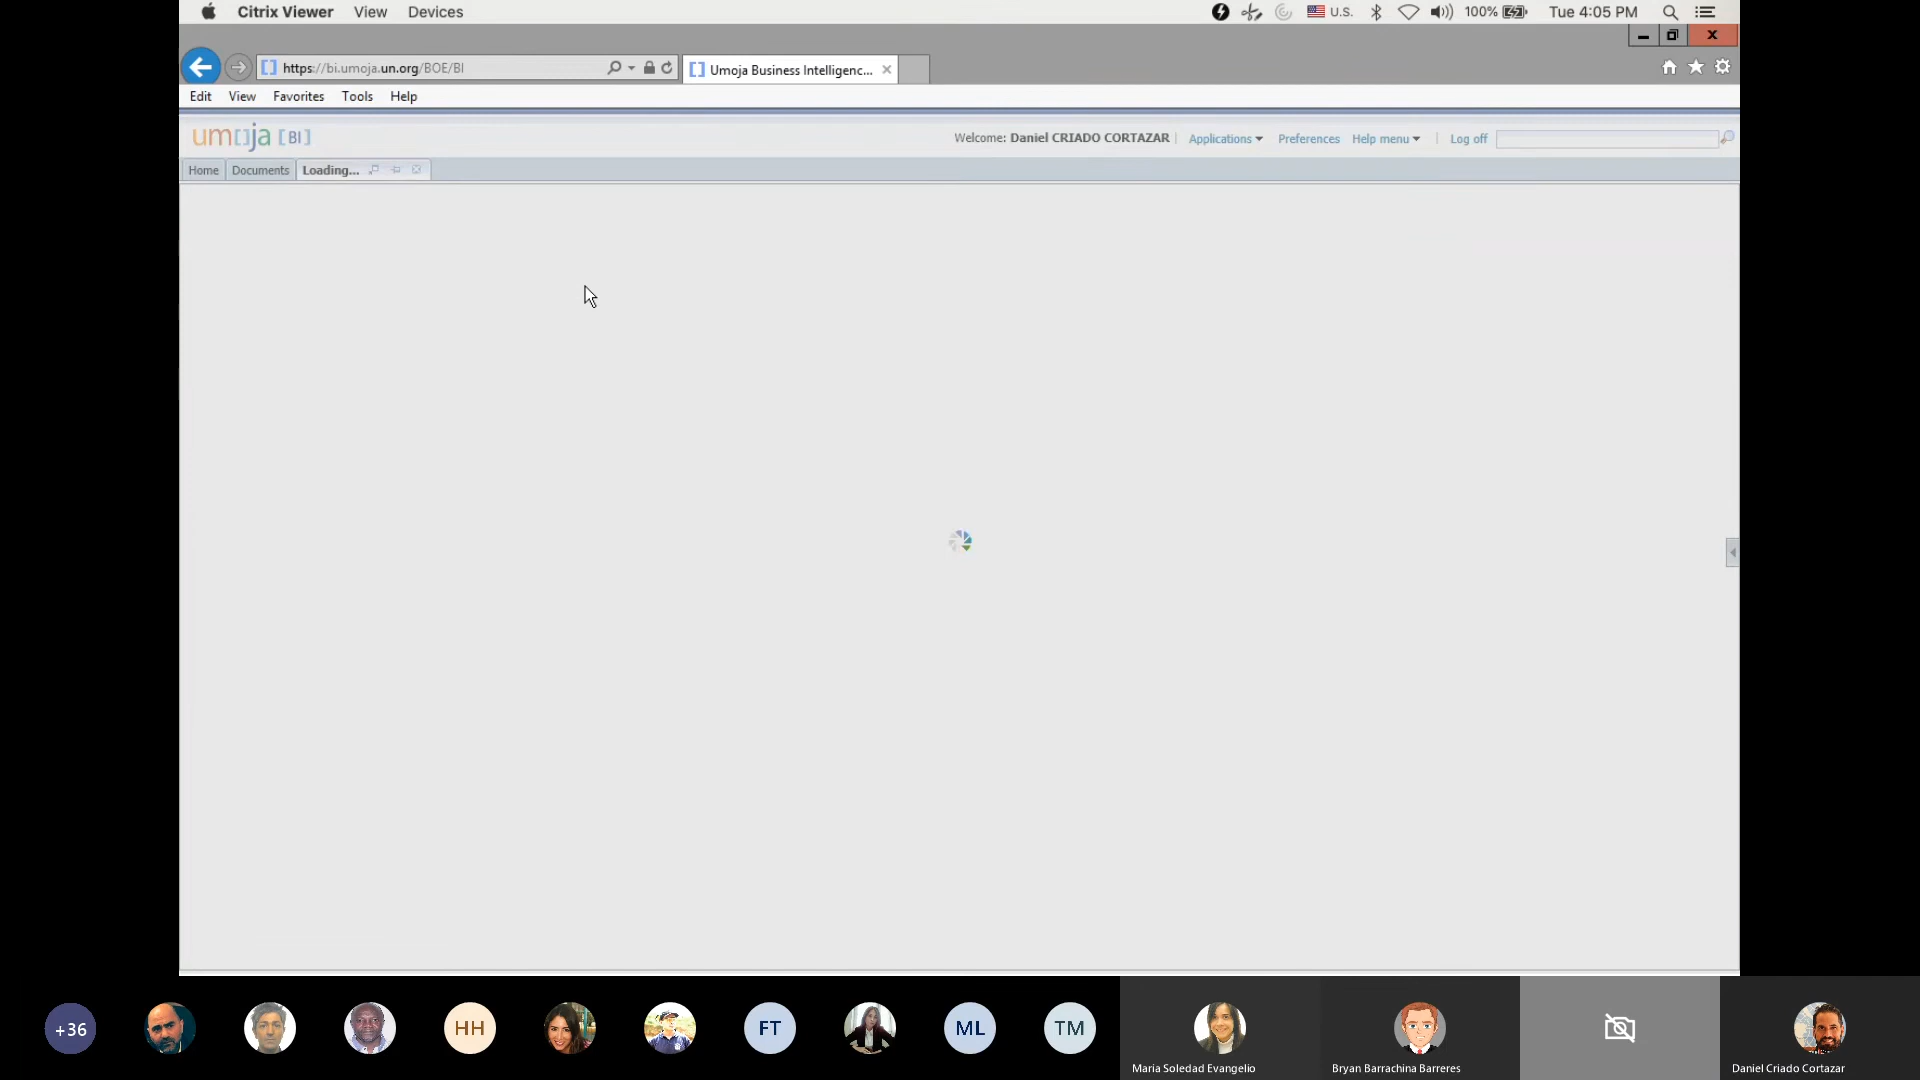 Citrix Viewer View Devices U.S. 100% Tue 4:05 PM
https://bi.umoja.un.org/BOE/BI Umoja Business Intelligenc...
Edit View Favorites Tools Help
um[]ja [BI] Welcome: Daniel CRIADO CORTAZAR Applications Preferences Help menu Log off
Home Documents Loading...
+36 HH FT ML TM
Maria Soledad Evangelio Bryan Barrachina Barreres Daniel Criado Cortazar